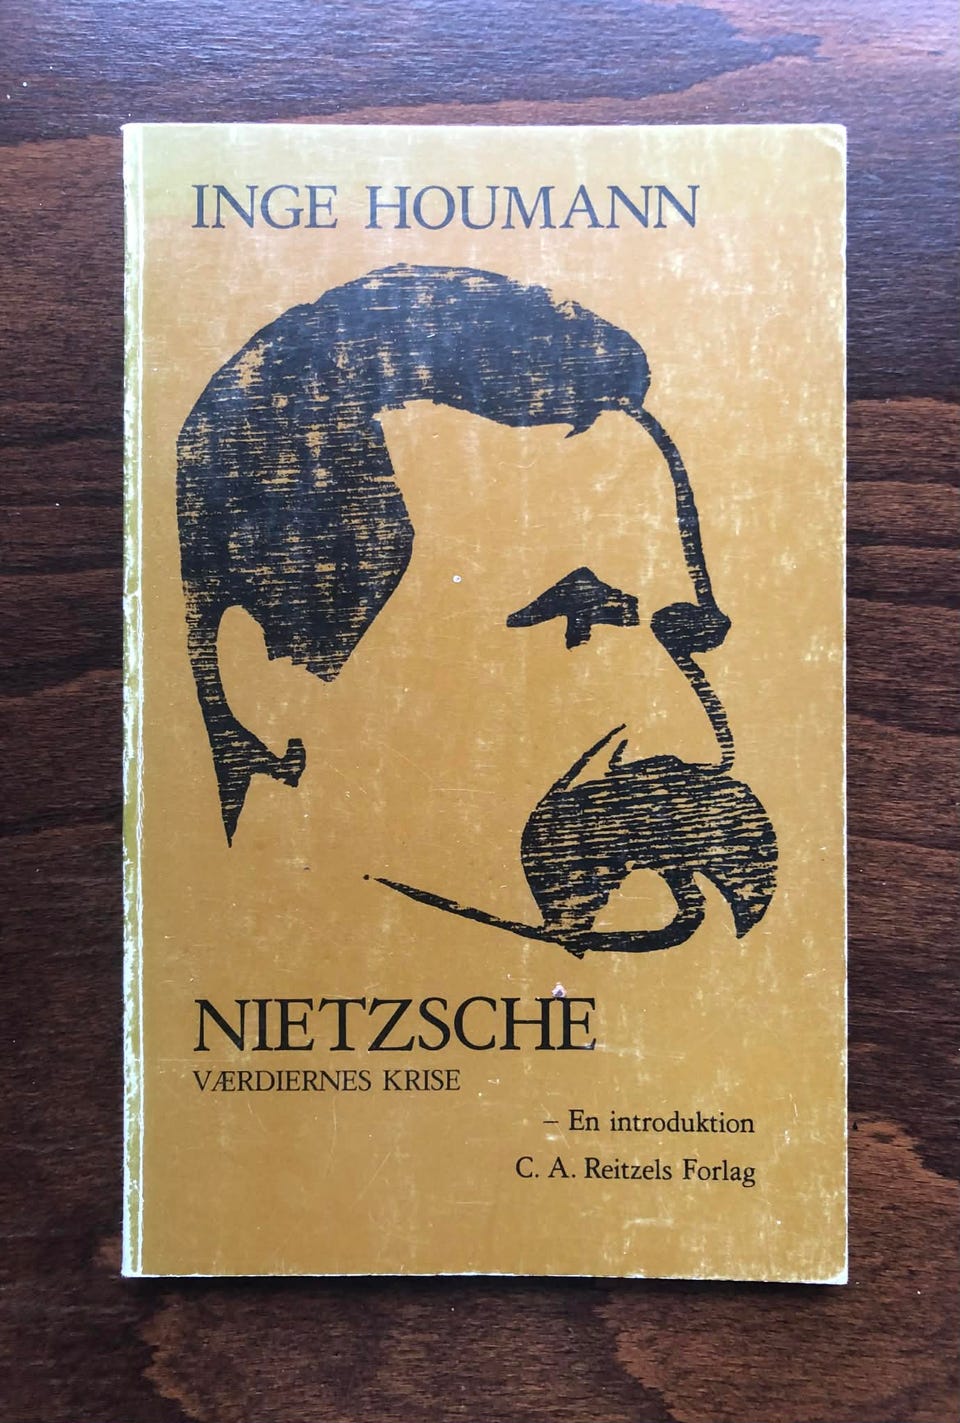 INGE HOUMANN
NIETZSCHE
VÆRDIERNES KRISE
– En introduktion
C. A. Reitzels Forlag